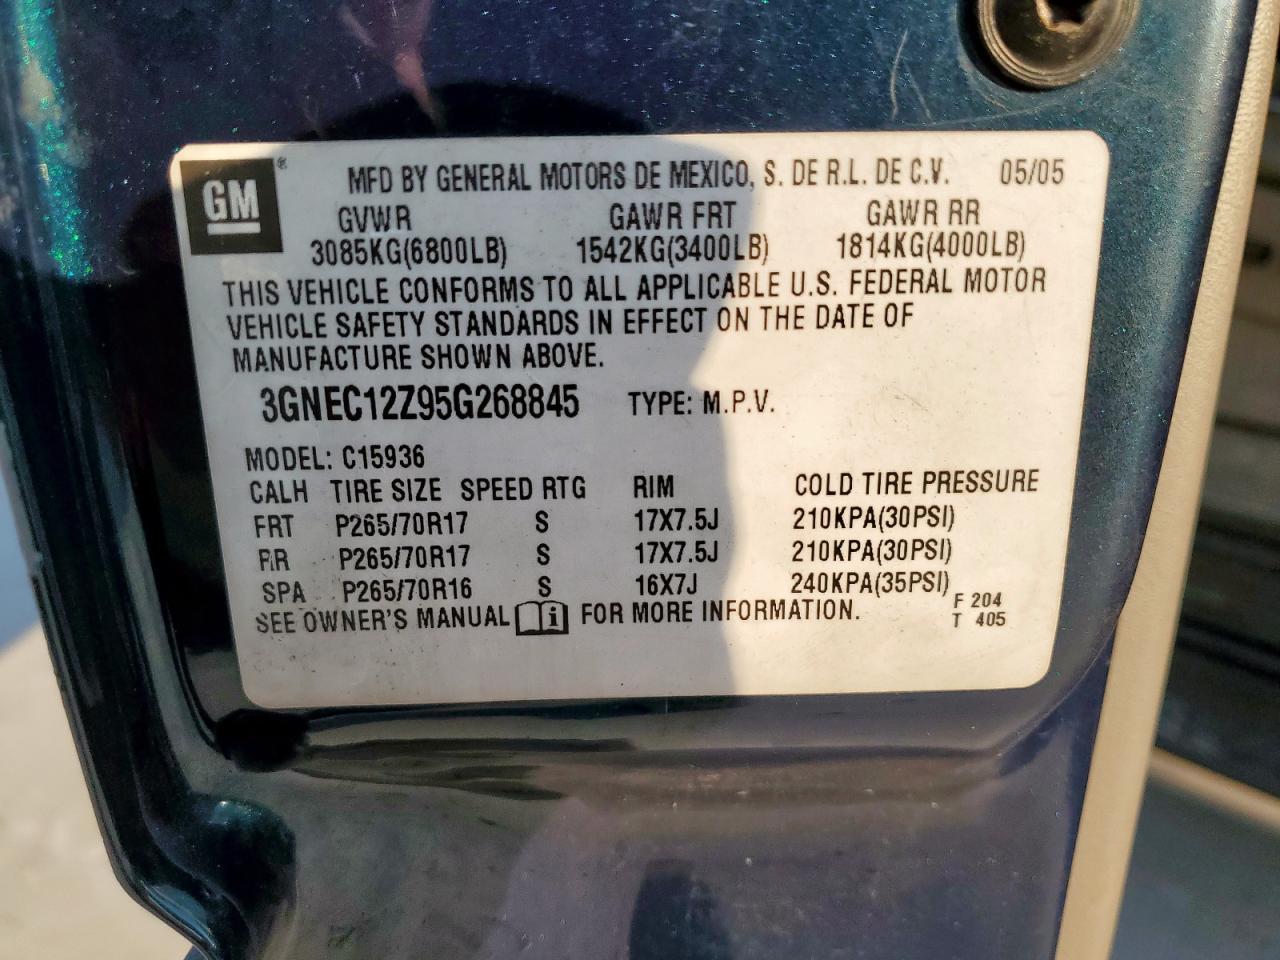 GM® MFD BY GENERAL MOTORS DE MEXICO, S. DE R.L. DE C.V. 05/05
GVWR GAWR FRT GAWR RR
3085KG(6800LB) 1542KG(3400LB) 1814KG(4000LB)
THIS VEHICLE CONFORMS TO ALL APPLICABLE U.S. FEDERAL MOTOR
VEHICLE SAFETY STANDARDS IN EFFECT ON THE DATE OF
MANUFACTURE SHOWN ABOVE.
3GNEC12Z95G268845 TYPE: M.P.V.
MODEL: C15936
CALH TIRE SIZE SPEED RTG RIM COLD TIRE PRESSURE
FRT P265/70R17 S 17X7.5J 210KPA(30PSI)
RR P265/70R17 S 17X7.5J 210KPA(30PSI)
SPA P265/70R16 S 16X7J 240KPA(35PSI)
SEE OWNER'S MANUAL i FOR MORE INFORMATION.
F 204
T 405